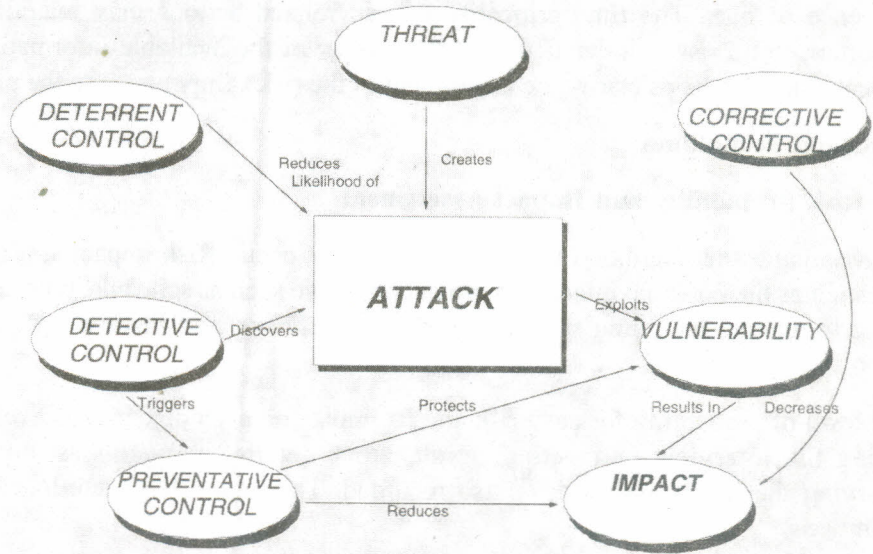 THREAT
DETERRENT
CONTROL
CORRECTIVE
CONTROL
Reduces
Likelihood of
Creates
ATTACK
Exploits
DETECTIVE
CONTROL
Discovers
VULNERABILITY
Triggers
Protects
Results In
Decreases
PREVENTATIVE
CONTROL
Reduces
IMPACT